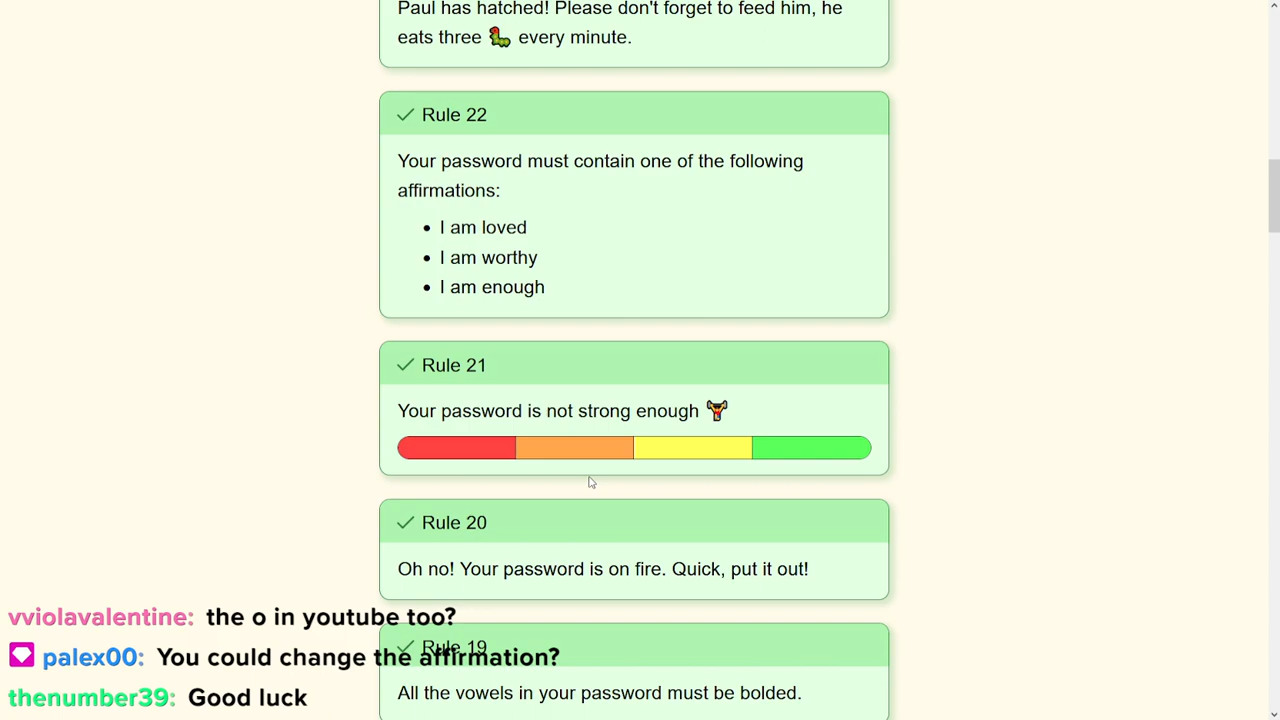 Paul has hatched! Please don't forget to feed him, he
eats three 🐛 every minute.
Rule 22
Your password must contain one of the following
affirmations:
• I am loved
• I am worthy
• I am enough
Rule 21
Your password is not strong enough 🏋️
Rule 20
Oh no! Your password is on fire. Quick, put it out!
vviolavalentine: the o in youtube too?
Rule 19
palex00: You could change the affirmation?
All the vowels in your password must be bolded.
thenumber39: Good luck